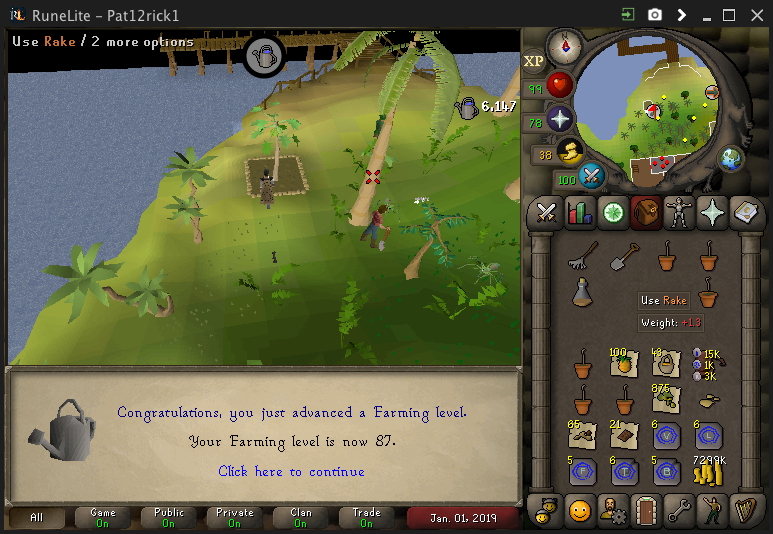 RuneLite - Pat12rick1
Use Rake / 2 more options
6,147
XP
99
78
38
100
Use Rake
Weight: +1.3
100
43
15K
1K
3K
875
65
21
6 V
6 L
5 F
6 T
5 B
7299K
Congratulations, you just advanced a Farming level.
Your Farming level is now 87.
Click here to continue
All
Game
On
Public
On
Private
On
Clan
On
Trade
On
Jan. 01, 2019